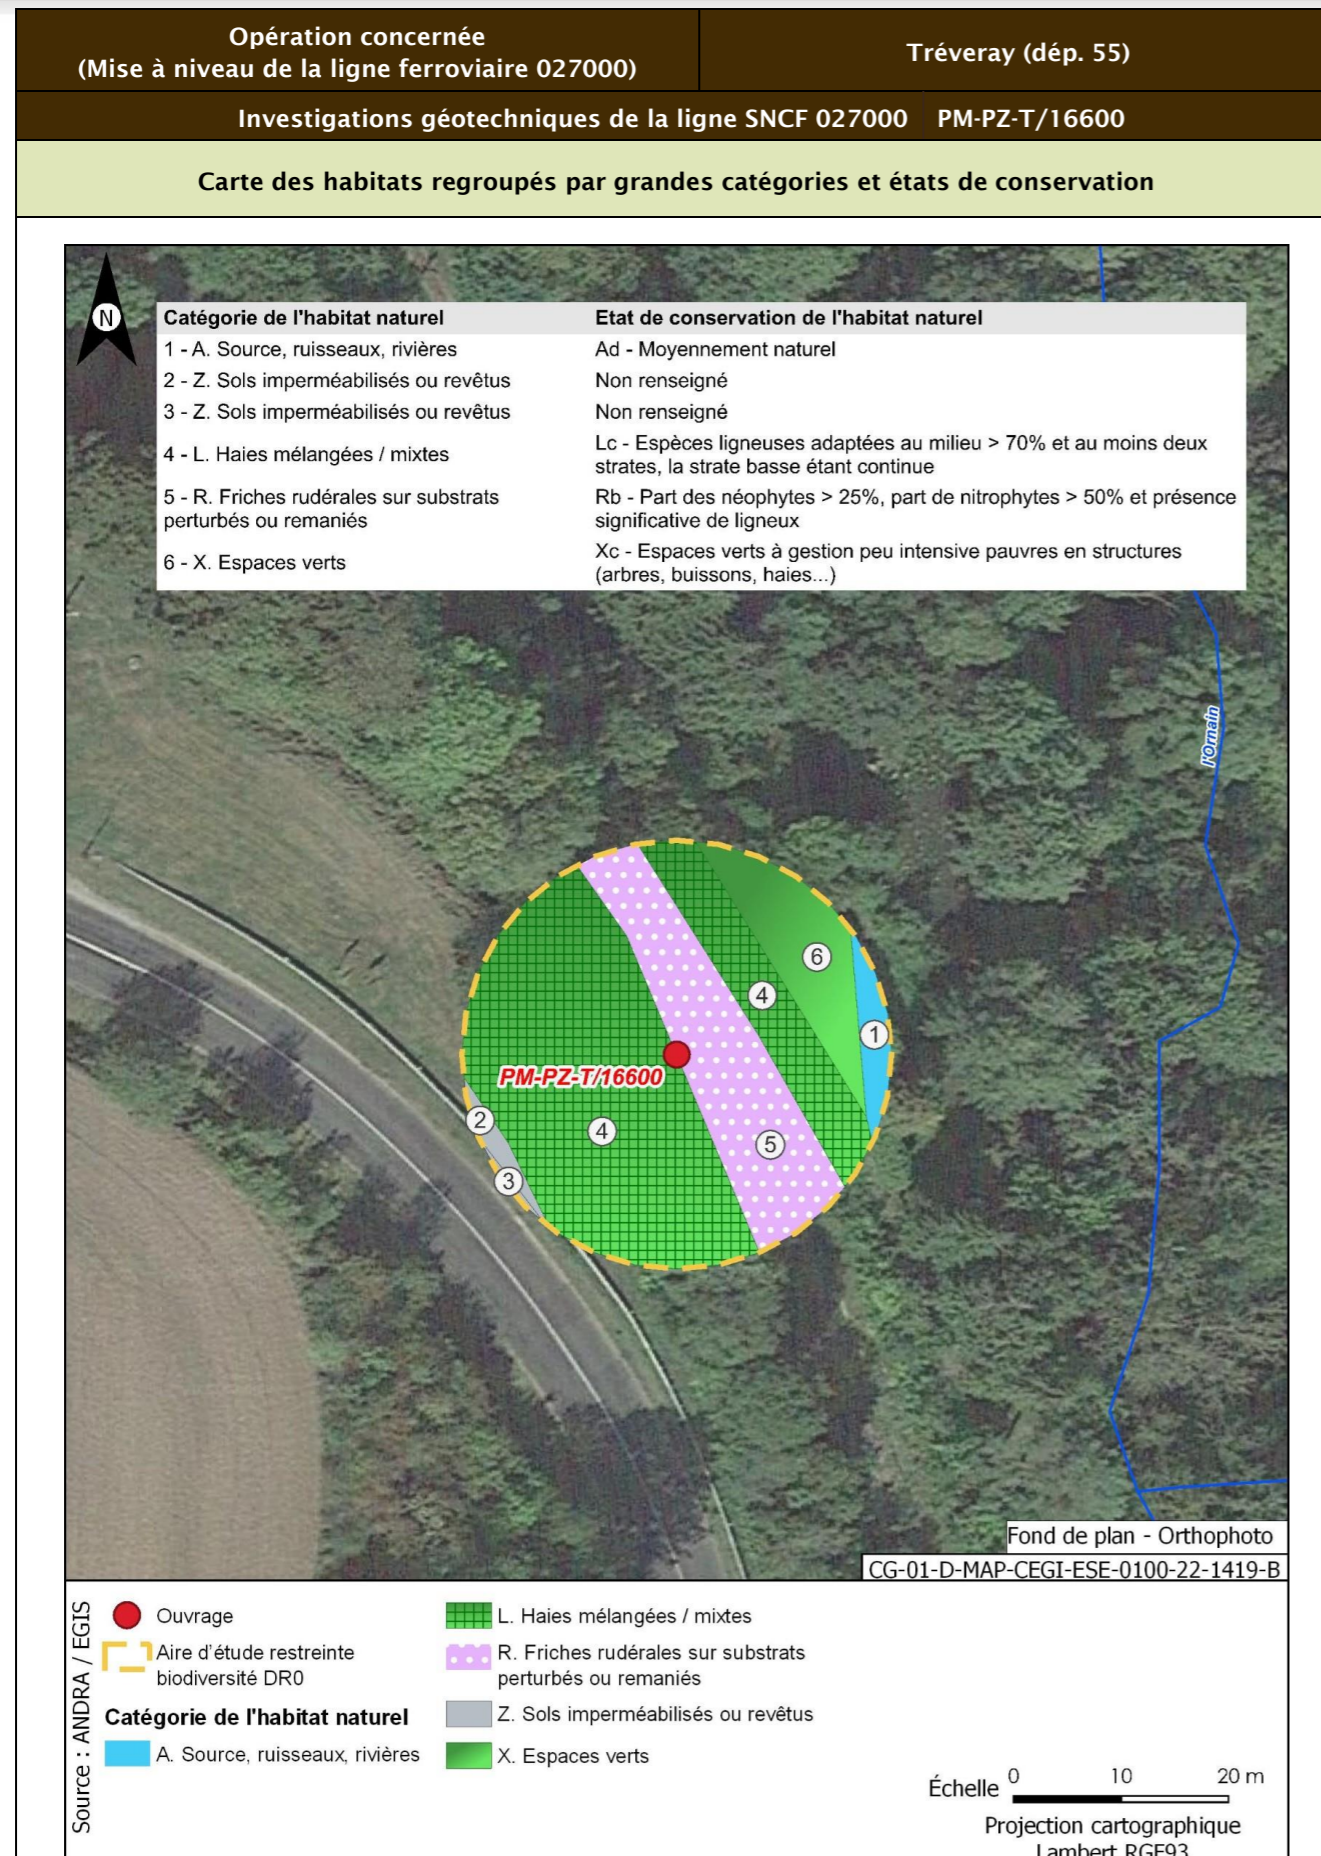 Opération concernée
(Mise à niveau de la ligne ferroviaire 027000)
Tréveray (dép. 55)
Investigations géotechniques de la ligne SNCF 027000 PM-PZ-T/16600
Carte des habitats regroupés par grandes catégories et états de conservation
N
Catégorie de l'habitat naturel Etat de conservation de l'habitat naturel
1 - A. Source, ruisseaux, rivières Ad - Moyennement naturel
2 - Z. Sols imperméabilisés ou revêtus Non renseigné
3 - Z. Sols imperméabilisés ou revêtus Non renseigné
4 - L. Haies mélangées / mixtes
Lc - Espèces ligneuses adaptées au milieu > 70% et au moins deux
strates, la strate basse étant continue
5 - R. Friches rudérales sur substrats
perturbés ou remaniés
Rb - Part des néophytes > 25%, part de nitrophytes > 50% et présence
significative de ligneux
6 - X. Espaces verts
Xc - Espaces verts à gestion peu intensive pauvres en structures
(arbres, buissons, haies...)
l'Ornain
6
4
1
PM-PZ-T/16600
2
4
5
3
Fond de plan - Orthophoto
CG-01-D-MAP-CEGI-ESE-0100-22-1419-B
Source : ANDRA / EGIS
Ouvrage
Aire d'étude restreinte
biodiversité DR0
Catégorie de l'habitat naturel
A. Source, ruisseaux, rivières
L. Haies mélangées / mixtes
R. Friches rudérales sur substrats
perturbés ou remaniés
Z. Sols imperméabilisés ou revêtus
X. Espaces verts
Échelle 0 10 20 m
Projection cartographique
Lambert RGF93